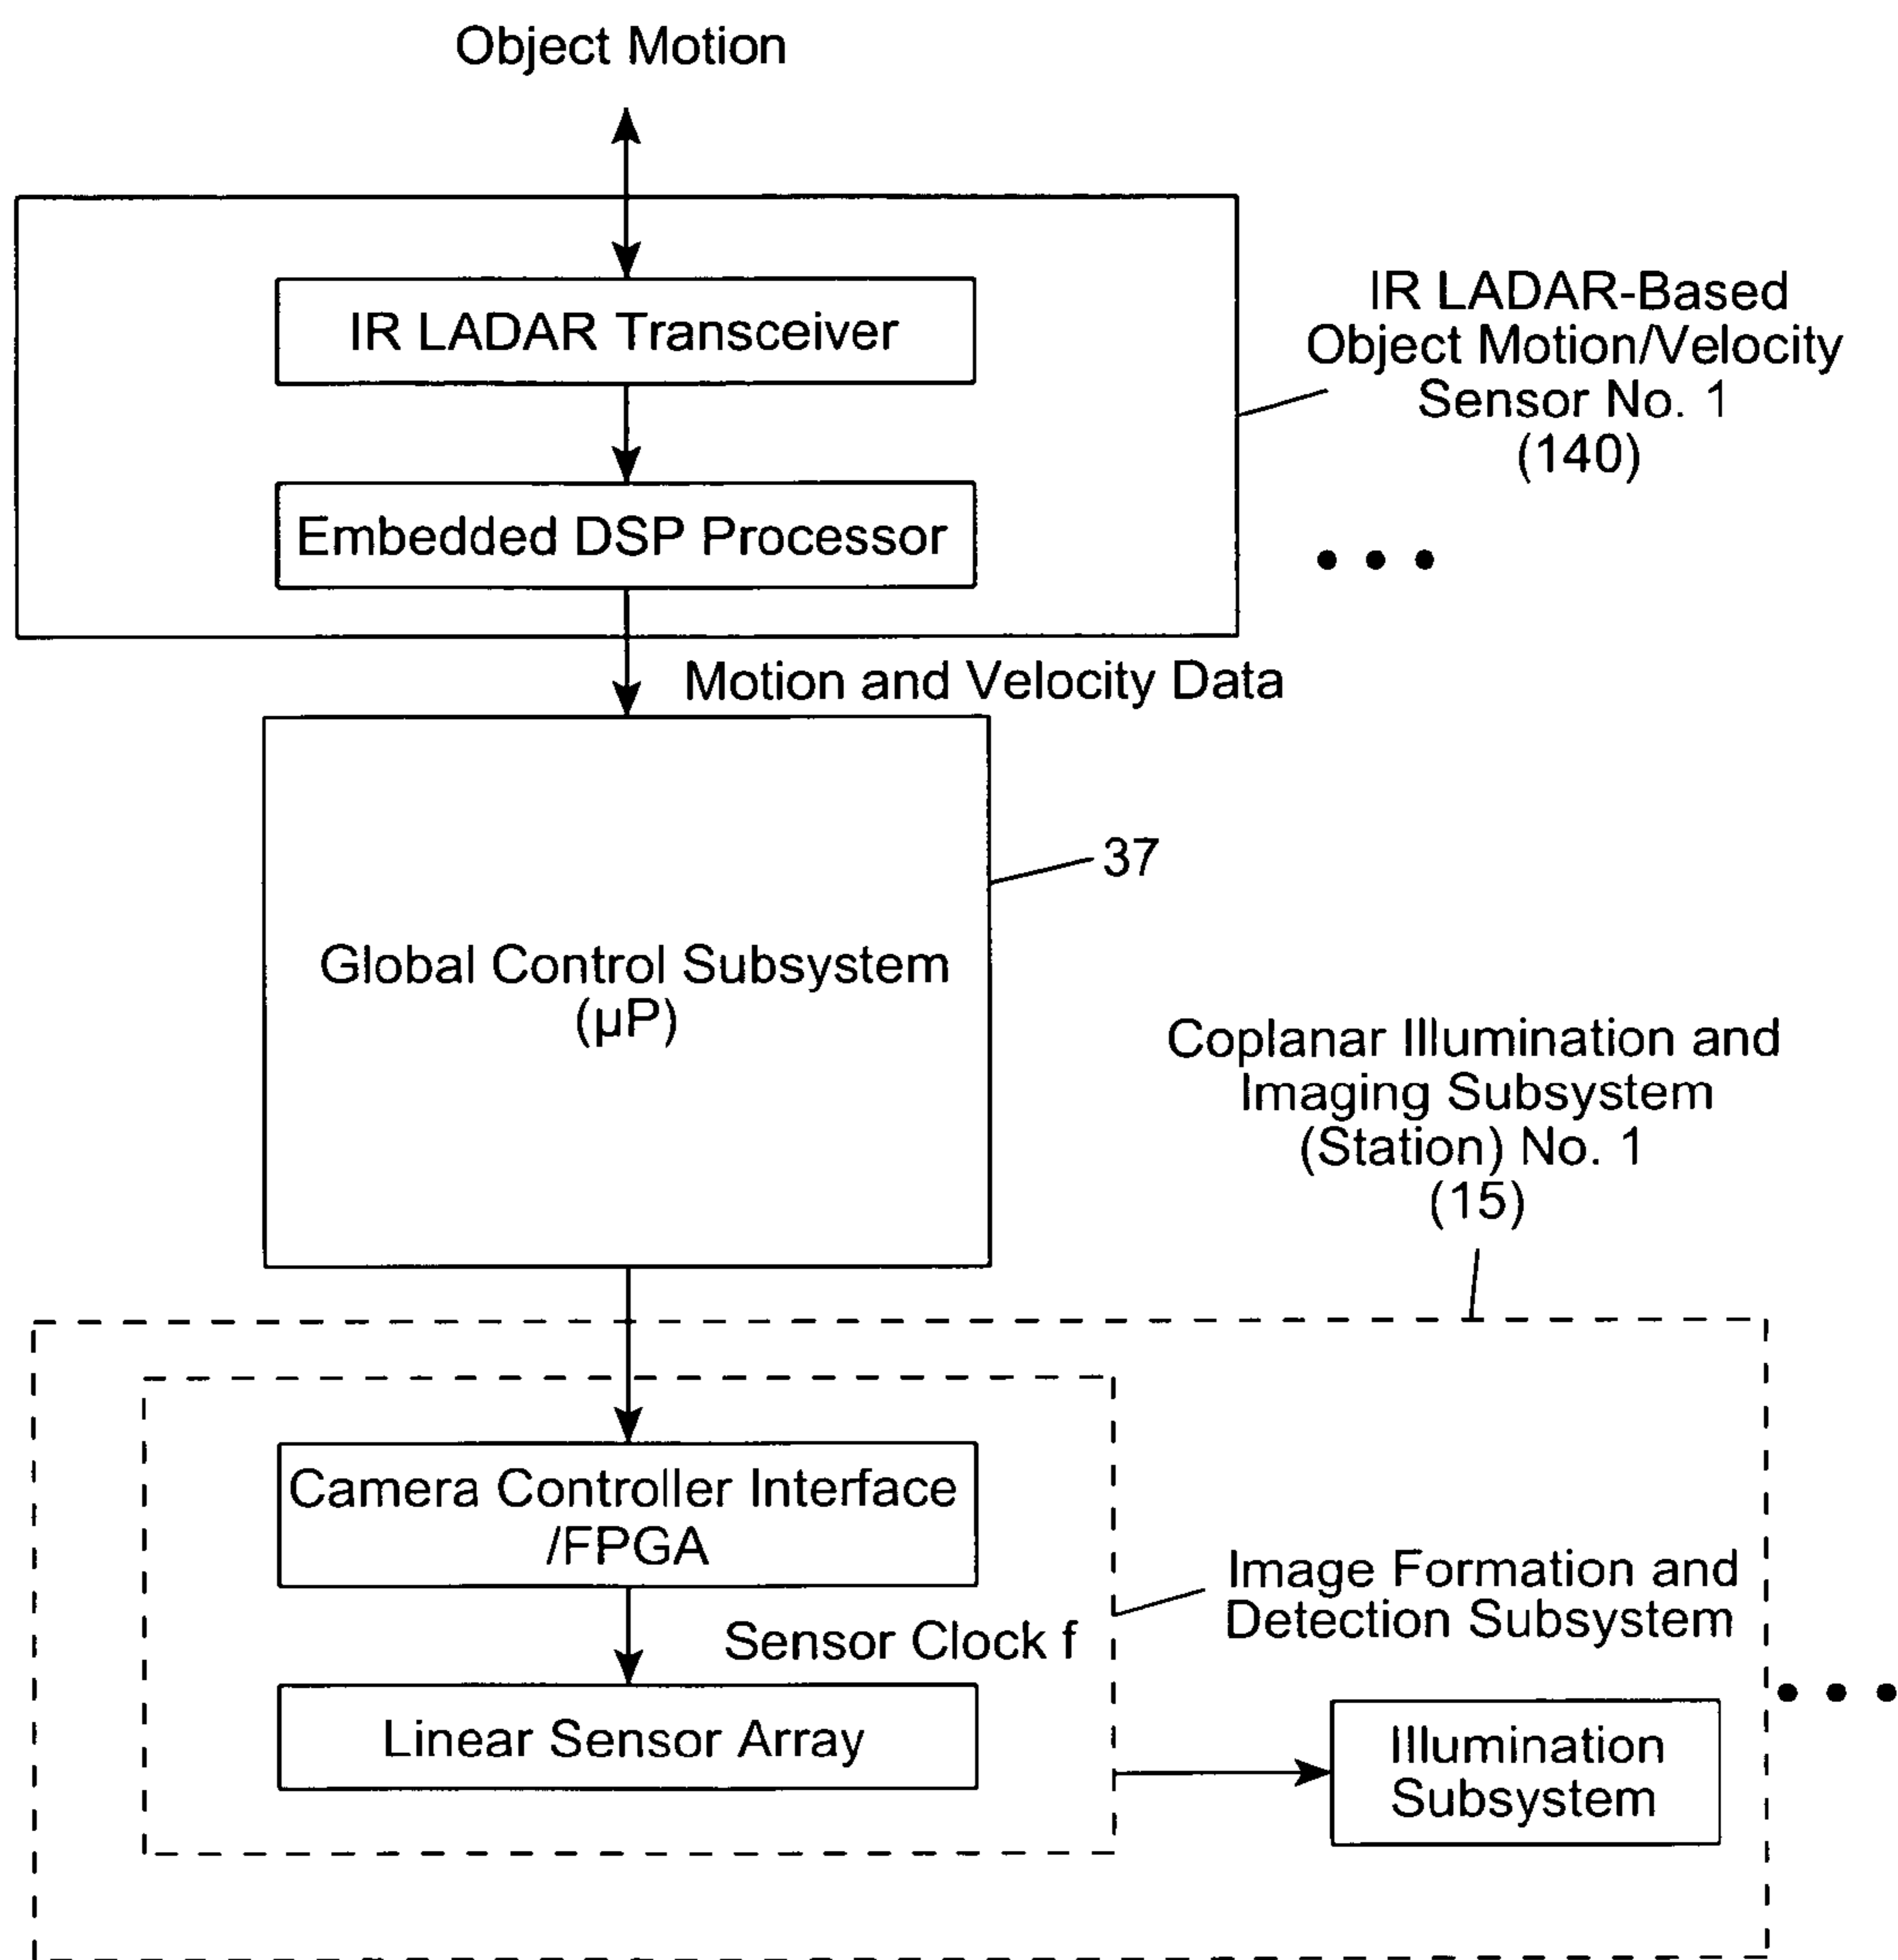 Object Motion
IR LADAR Transceiver
Embedded DSP Processor
IR LADAR-Based
Object Motion/Velocity
Sensor No. 1
(140)
Motion and Velocity Data
37
Global Control Subsystem
(µP)
Coplanar Illumination and
Imaging Subsystem
(Station) No. 1
(15)
Camera Controller Interface
/FPGA
Sensor Clock f
Linear Sensor Array
Image Formation and
Detection Subsystem
Illumination
Subsystem